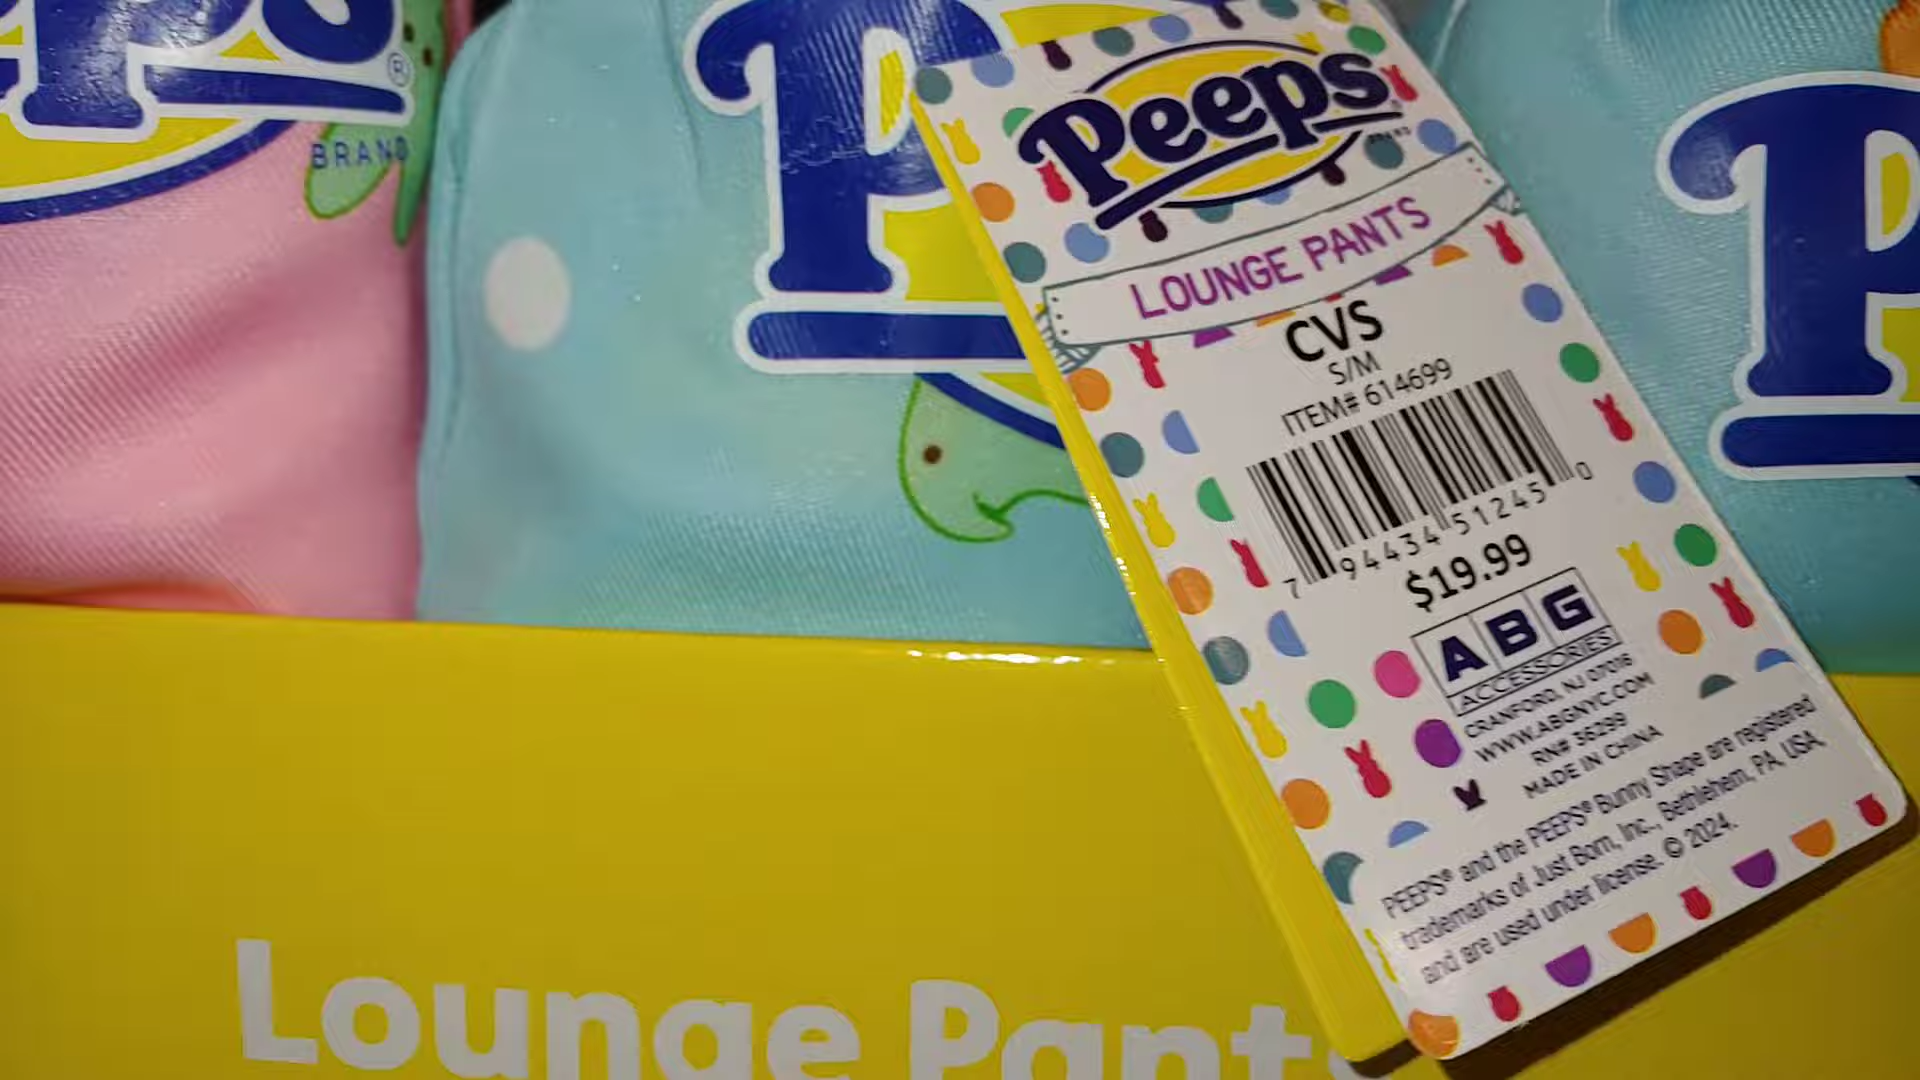 eps®
BRAND
P
Peeps®
BRAND
LOUNGE PANTS
CVS
S/M
ITEM# 614699
7 94434 51245 0
$19.99
ABG
ACCESSORIES
CRANFORD, NJ 07016
WWW.ABGNYC.COM
RN# 36299
MADE IN CHINA
PEEPS® and the PEEPS® Bunny Shape are registered
trademarks of Just Born, Inc., Bethlehem, PA, USA,
and are used under license. © 2024.
P
Lounge Pants